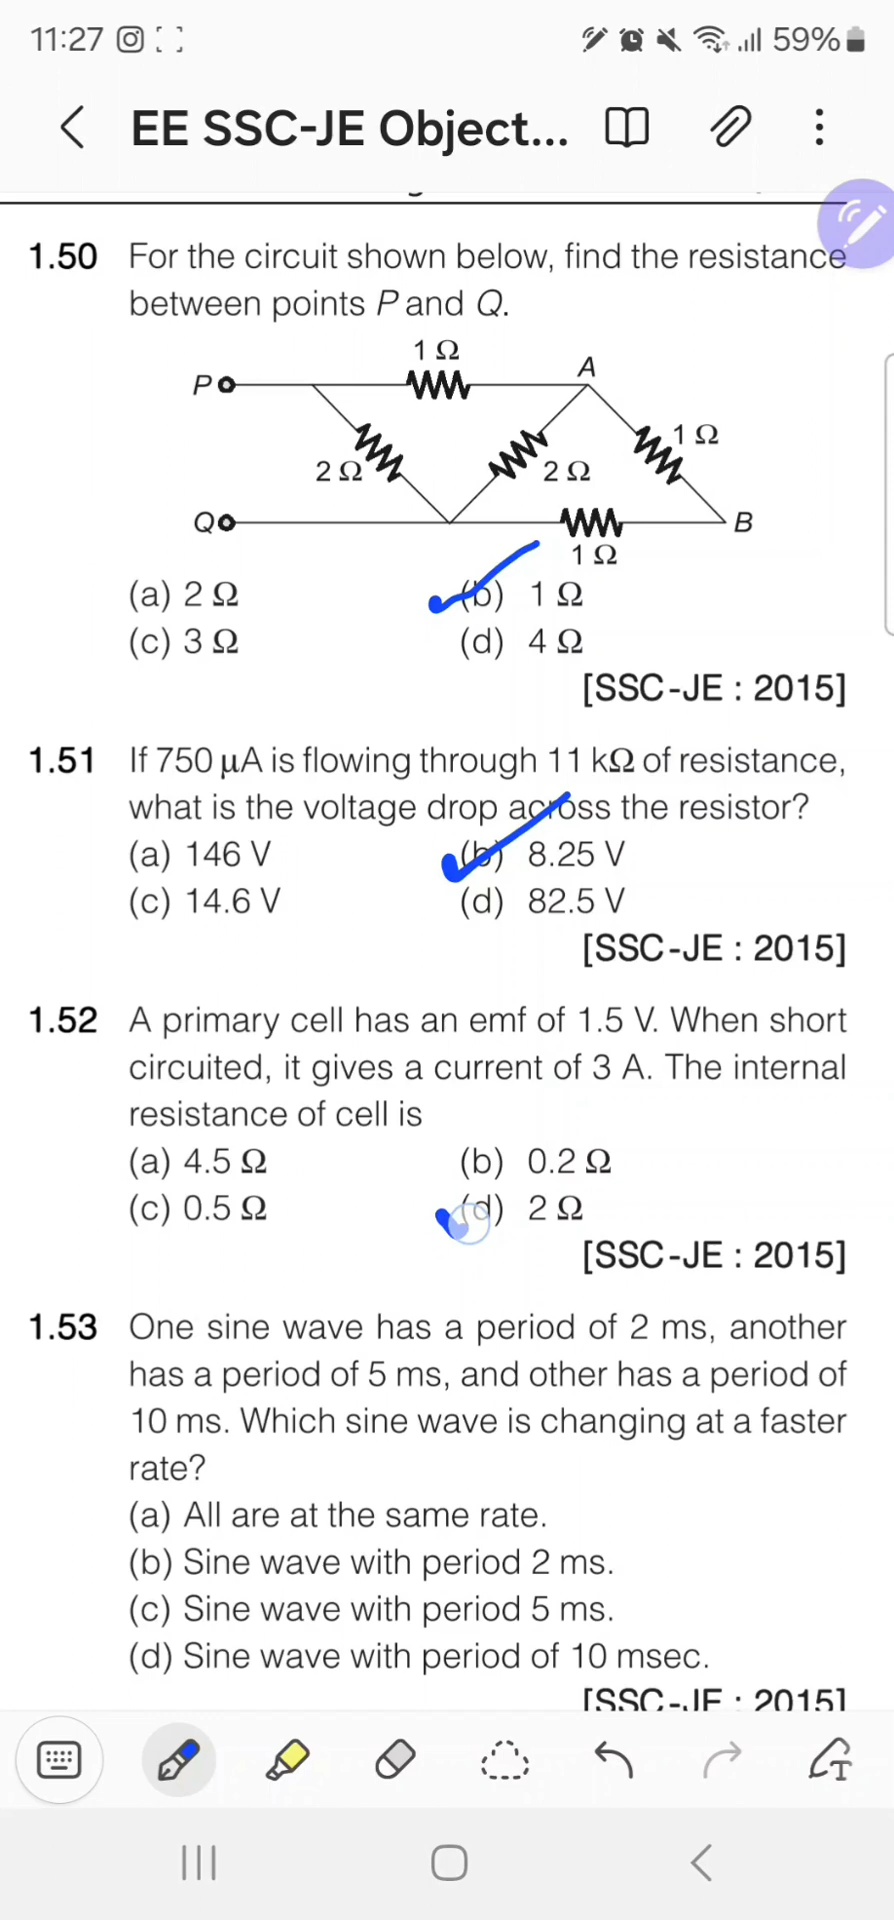 11:27 59%
EE SSC-JE Object...
1.50 For the circuit shown below, find the resistance
between points P and Q.
1 Ω
P A
1 Ω
2 Ω 2 Ω
Q B
1 Ω
(a) 2 Ω (b) 1 Ω
(c) 3 Ω (d) 4 Ω
[SSC-JE : 2015]
1.51 If 750 μA is flowing through 11 kΩ of resistance,
what is the voltage drop across the resistor?
(a) 146 V (b) 8.25 V
(c) 14.6 V (d) 82.5 V
[SSC-JE : 2015]
1.52 A primary cell has an emf of 1.5 V. When short
circuited, it gives a current of 3 A. The internal
resistance of cell is
(a) 4.5 Ω (b) 0.2 Ω
(c) 0.5 Ω (d) 2 Ω
[SSC-JE : 2015]
1.53 One sine wave has a period of 2 ms, another
has a period of 5 ms, and other has a period of
10 ms. Which sine wave is changing at a faster
rate?
(a) All are at the same rate.
(b) Sine wave with period 2 ms.
(c) Sine wave with period 5 ms.
(d) Sine wave with period of 10 msec.
[SSC-JE : 2015]
T